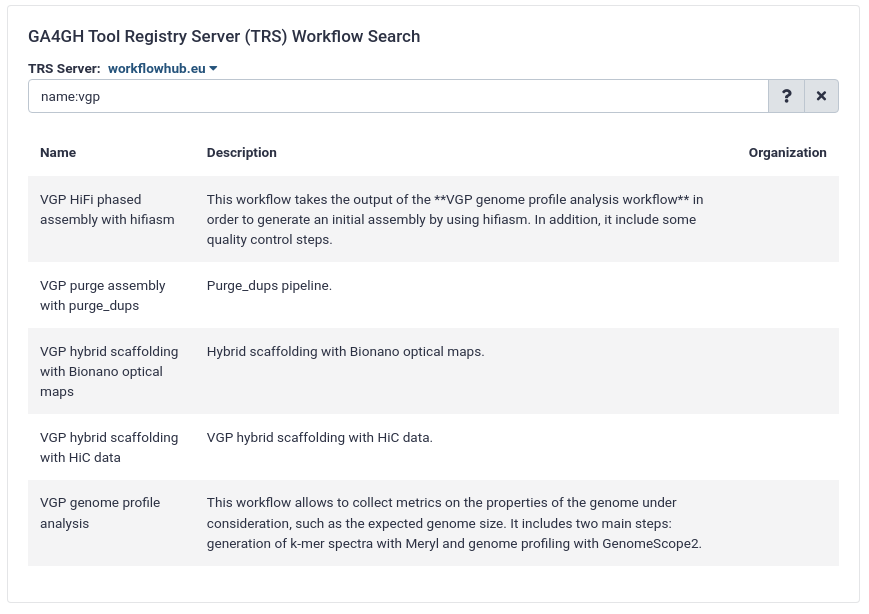 GA4GH Tool Registry Server (TRS) Workflow Search
TRS Server: workflowhub.eu
name:vgp
? ×
Name Description Organization
VGP HiFi phased
assembly with hifiasm
This workflow takes the output of the **VGP genome profile analysis workflow** in
order to generate an initial assembly by using hifiasm. In addition, it include some
quality control steps.
VGP purge assembly
with purge_dups
Purge_dups pipeline.
VGP hybrid scaffolding
with Bionano optical
maps
Hybrid scaffolding with Bionano optical maps.
VGP hybrid scaffolding
with HiC data
VGP hybrid scaffolding with HiC data.
VGP genome profile
analysis
This workflow allows to collect metrics on the properties of the genome under
consideration, such as the expected genome size. It includes two main steps:
generation of k-mer spectra with Meryl and genome profiling with GenomeScope2.